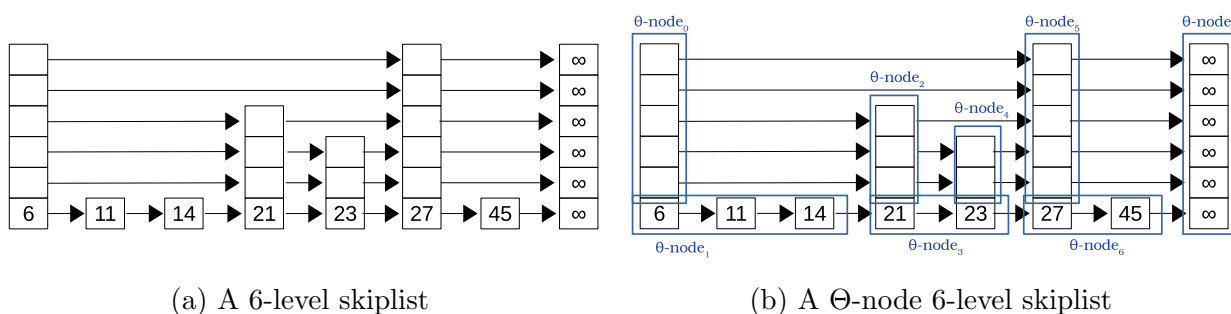 ∞
∞
∞
∞
∞
6 11 14 21 23 27 45 ∞
(a) A 6-level skiplist
θ-node₀ θ-node₅ θ-node
∞
∞
θ-node₂
∞
θ-node₄
∞
∞
6 11 14 21 23 27 45 ∞
θ-node₁ θ-node₃ θ-node₆
(b) A Θ-node 6-level skiplist